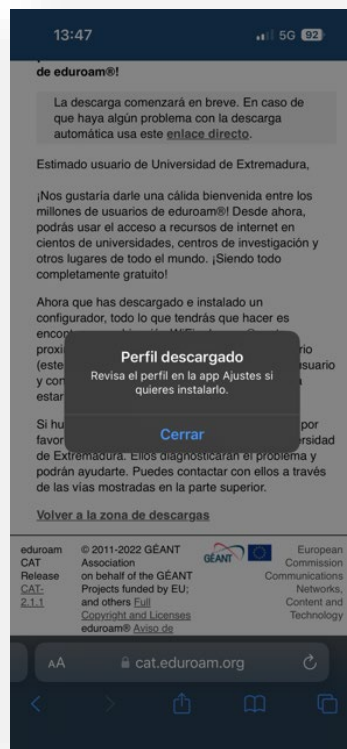 13:47
5G 92
de eduroam®!
La descarga comenzará en breve. En caso de
que haya algún problema con la descarga
automática usa este enlace directo.
Estimado usuario de Universidad de Extremadura,
¡Nos gustaría darle una cálida bienvenida entre los
millones de usuarios de eduroam®! Desde ahora,
podrás usar el acceso a recursos de internet en
cientos de universidades, centros de investigación y
otros lugares de todo el mundo. ¡Siendo todo
completamente gratuito!
Ahora que has descargado e instalado un
configurador, todo lo que tendrás que hacer es
Perfil descargado
Revisa el perfil en la app Ajustes si
quieres instalarlo.
Cerrar
Si hu
por
favor
de Extremadura. Ellos diagnosticarán el problema y
podrán ayudarte. Puedes contactar con ellos a través
de las vías mostradas en la parte superior.
Volver a la zona de descargas
eduroam
CAT
Release
CAT-
2.1.1
© 2011-2022 GÉANT
Association
on behalf of the GÉANT
Projects funded by EU;
and others Full
Copyright and Licenses
eduroam® Aviso de
GÉANT
European
Commission
Communications
Networks,
Content and
Technology
AA
cat.eduroam.org